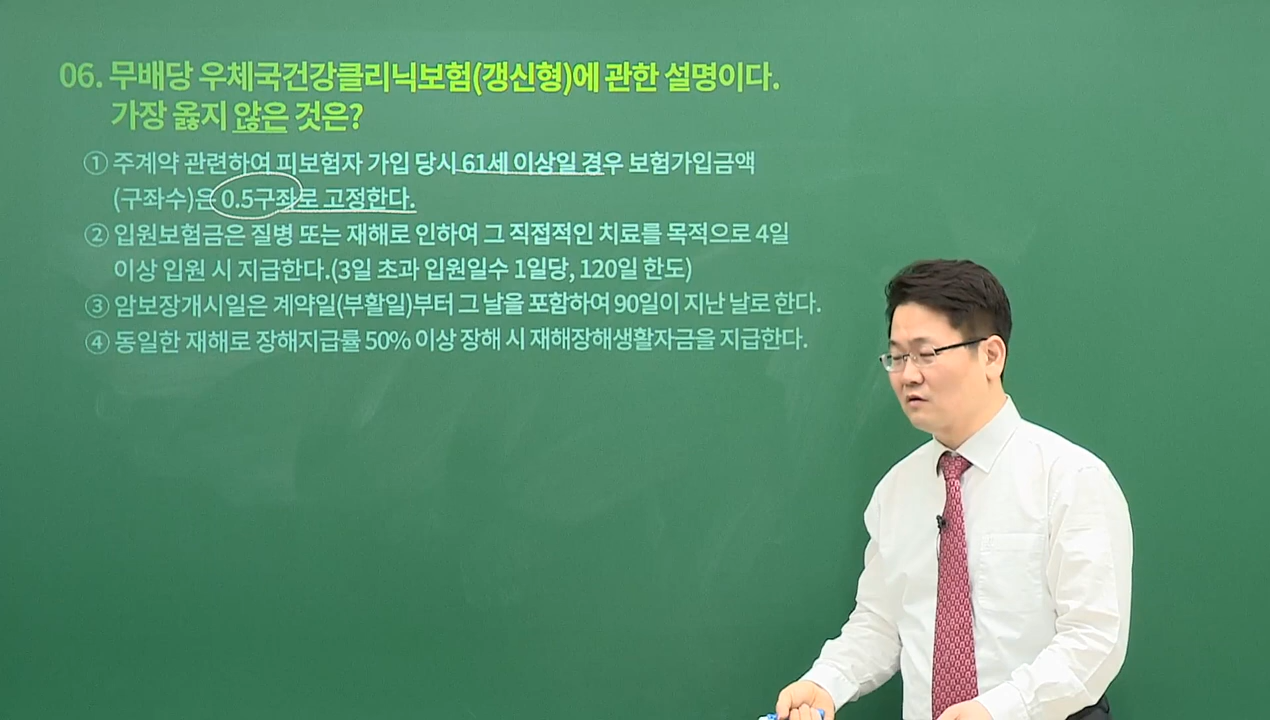 06. 무배당 우체국건강클리닉보험(갱신형)에 관한 설명이다.
가장 옳지 않은 것은?
① 주계약 관련하여 피보험자 가입 당시 61세 이상일 경우 보험가입금액
(구좌수)은 0.5구좌로 고정한다.
② 입원보험금은 질병 또는 재해로 인하여 그 직접적인 치료를 목적으로 4일
이상 입원 시 지급한다.(3일 초과 입원일수 1일당, 120일 한도)
③ 암보장개시일은 계약일(부활일)부터 그 날을 포함하여 90일이 지난 날로 한다.
④ 동일한 재해로 장해지급률 50% 이상 장해 시 재해장해생활자금을 지급한다.